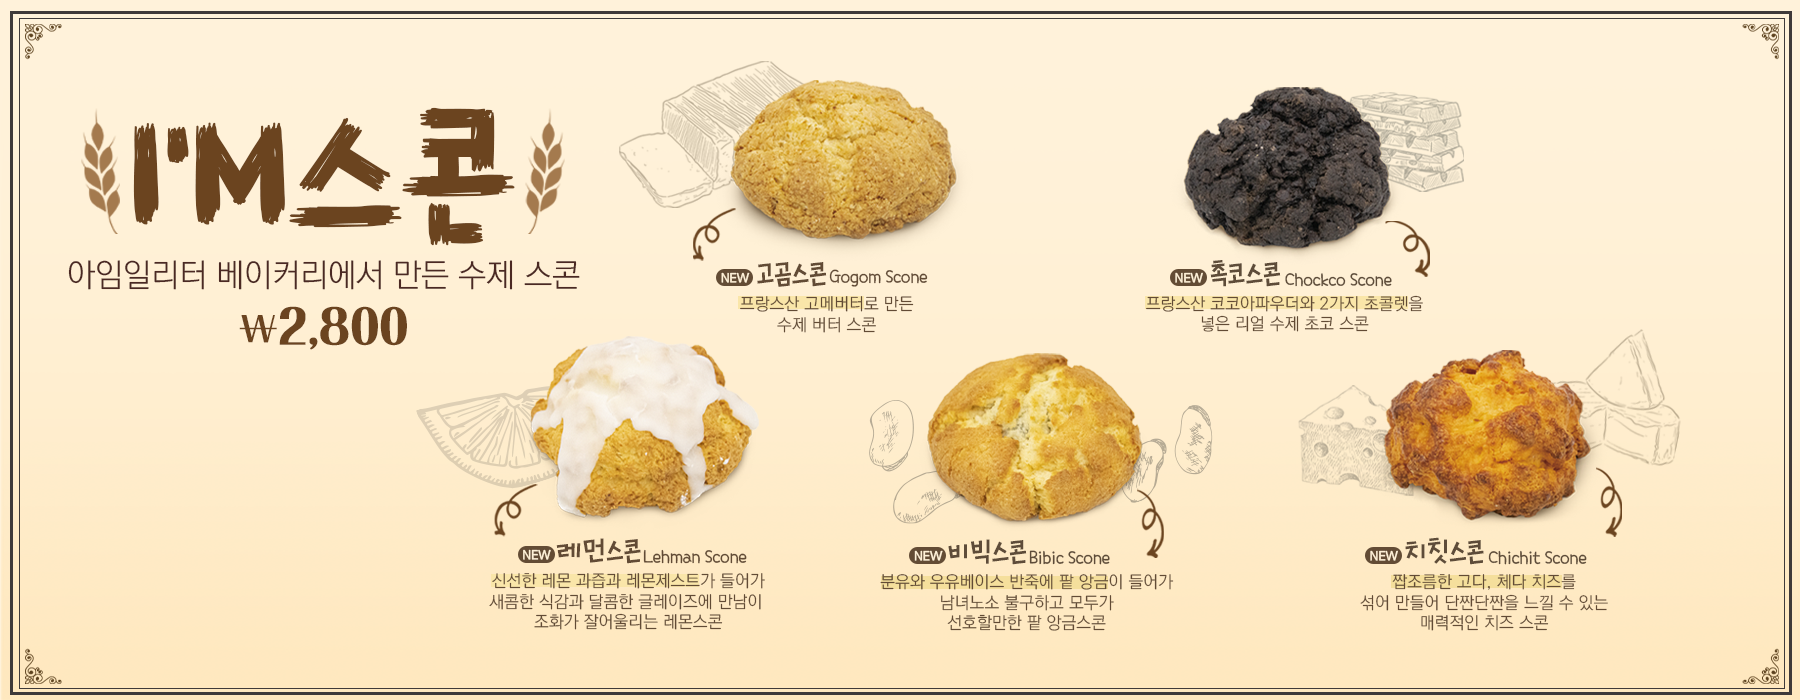 I'M스콘
아임일리터 베이커리에서 만든 수제 스콘
₩2,800
NEW 고곰스콘 Gogom Scone
프랑스산 고메버터로 만든
수제 버터 스콘
NEW 촉코스콘 Chockco Scone
프랑스산 코코아파우더와 2가지 초콜렛을
넣은 리얼 수제 초코 스콘
NEW 레먼스콘 Lehman Scone
신선한 레몬 과즙과 레몬제스트가 들어가
새콤한 식감과 달콤한 글레이즈에 만남이
조화가 잘어울리는 레몬스콘
NEW 비빅스콘 Bibic Scone
분유와 우유베이스 반죽에 팥 앙금이 들어가
남녀노소 불구하고 모두가
선호할만한 팥 앙금스콘
NEW 치칫스콘 Chichit Scone
짭조름한 고다, 체다 치즈를
섞어 만들어 단짠단짠을 느낄 수 있는
매력적인 치즈 스콘